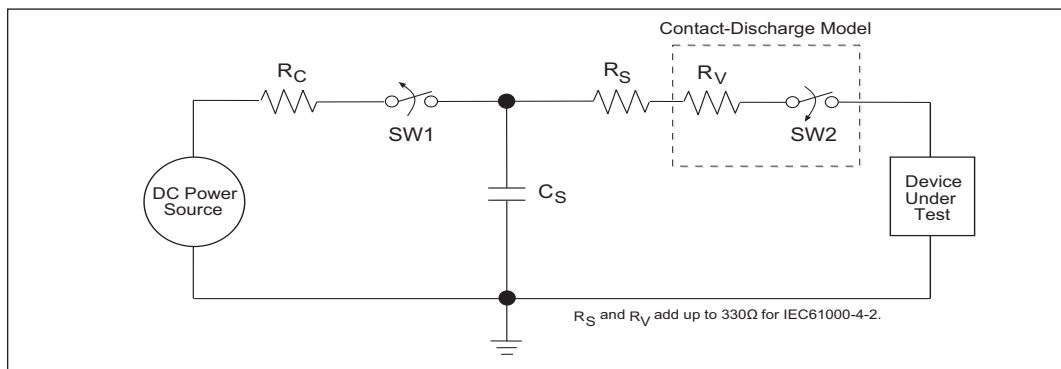 Contact-Discharge Model
RC
RS
RV
SW1
SW2
DC Power
Source
CS
Device
Under
Test
RS and RV add up to 330Ω for IEC61000-4-2.